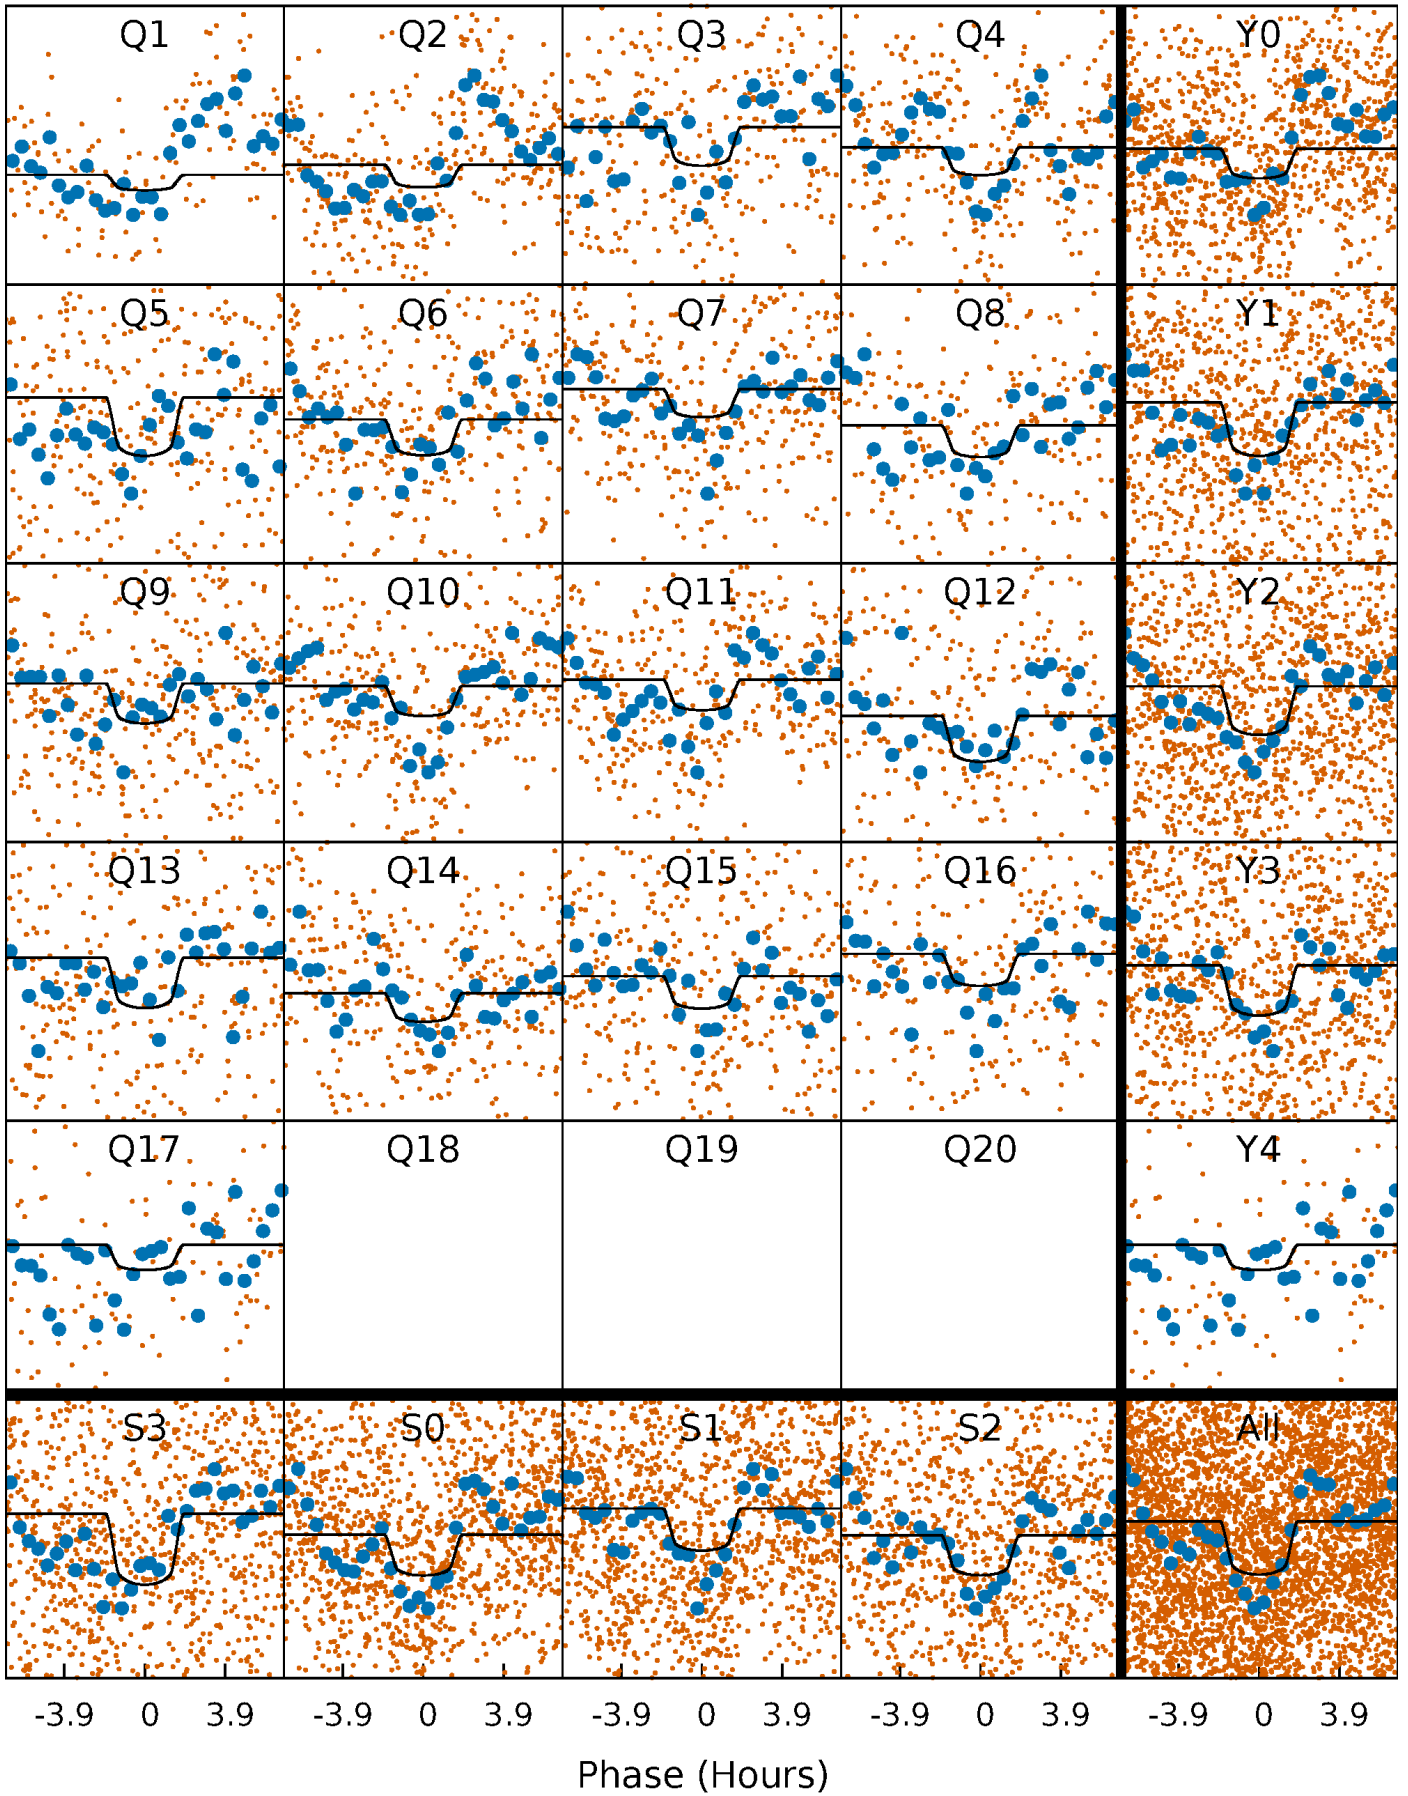 Q1 Q2 Q3 Q4 Y0
Q5 Q6 Q7 Q8 Y1
Q9 Q10 Q11 Q12 Y2
Q13 Q14 Q15 Q16 Y3
Q17 Q18 Q19 Q20 Y4
S3 S0 S1 S2 All
-3.9 0 3.9 -3.9 0 3.9 -3.9 0 3.9 -3.9 0 3.9 -3.9 0 3.9
Phase (Hours)